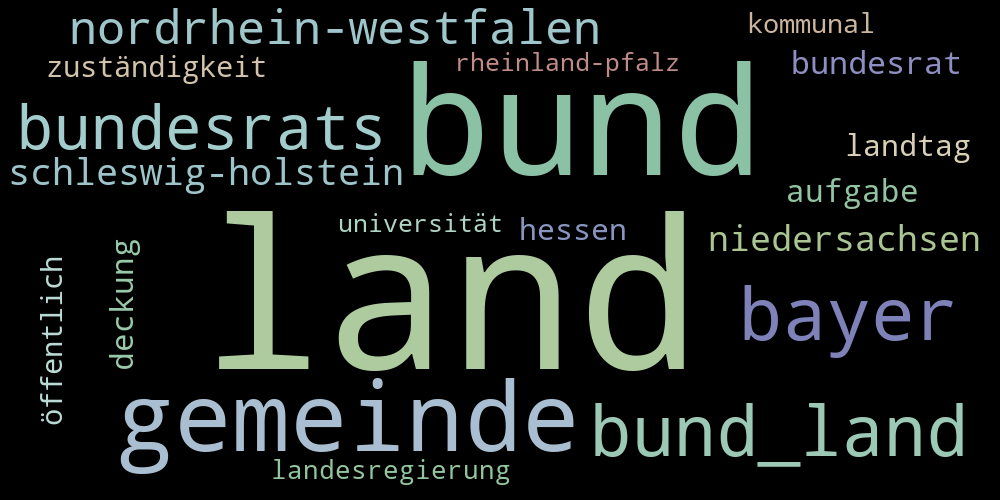 nordrhein-westfalen
kommunal
zuständigkeit
rheinland-pfalz
bundesrat
bund
bundesrats
landtag
schleswig-holstein
aufgabe
universität
hessen
niedersachsen
land
deckung
öffentlich
bayer
gemeinde
bund_land
landesregierung